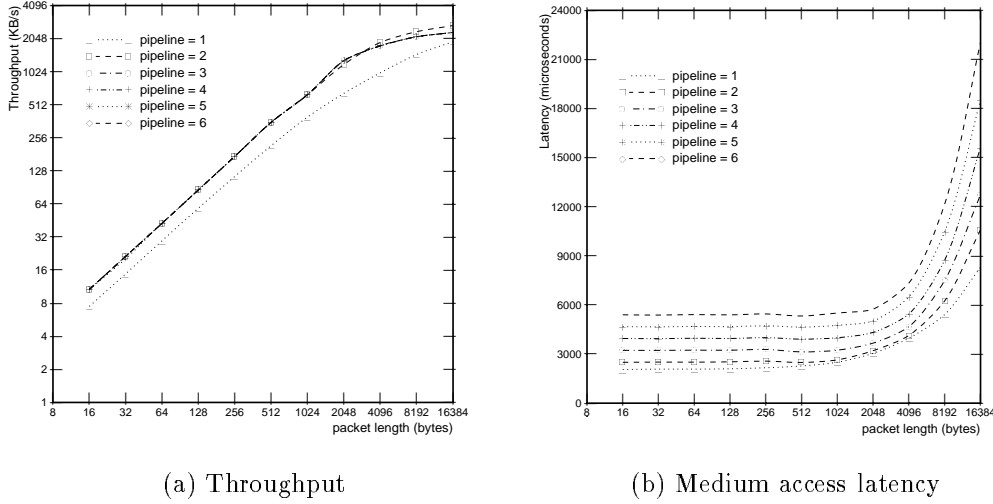 Throughput (KB/s)
4096
2048
1024
512
256
128
64
32
16
8
4
2
1
pipeline = 1
pipeline = 2
pipeline = 3
pipeline = 4
pipeline = 5
pipeline = 6
8 16 32 64 128 256 512 1024 2048 4096 8192 16384
packet length (bytes)
(a) Throughput
Latency (microseconds)
24000
21000
18000
15000
12000
9000
6000
3000
0
pipeline = 1
pipeline = 2
pipeline = 3
pipeline = 4
pipeline = 5
pipeline = 6
8 16 32 64 128 256 512 1024 2048 4096 8192 16384
packet length (bytes)
(b) Medium access latency